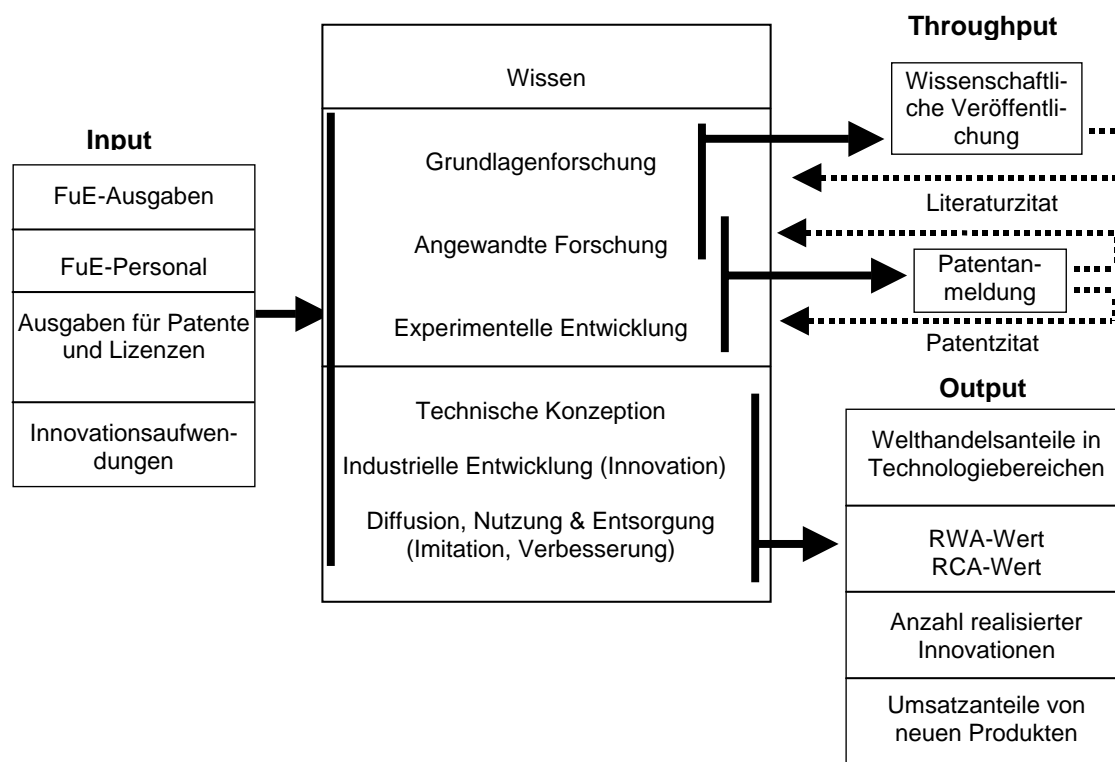 Input
FuE-Ausgaben
FuE-Personal
Ausgaben für Patente
und Lizenzen
Innovationsaufwen-
dungen
Wissen
Grundlagenforschung
Angewandte Forschung
Experimentelle Entwicklung
Technische Konzeption
Industrielle Entwicklung (Innovation)
Diffusion, Nutzung & Entsorgung
(Imitation, Verbesserung)
Throughput
Wissenschaftli-
che Veröffentli-
chung
Literaturzitat
Patentan-
meldung
Patentzitat
Output
Welthandelsanteile in
Technologiebereichen
RWA-Wert
RCA-Wert
Anzahl realisierter
Innovationen
Umsatzanteile von
neuen Produkten